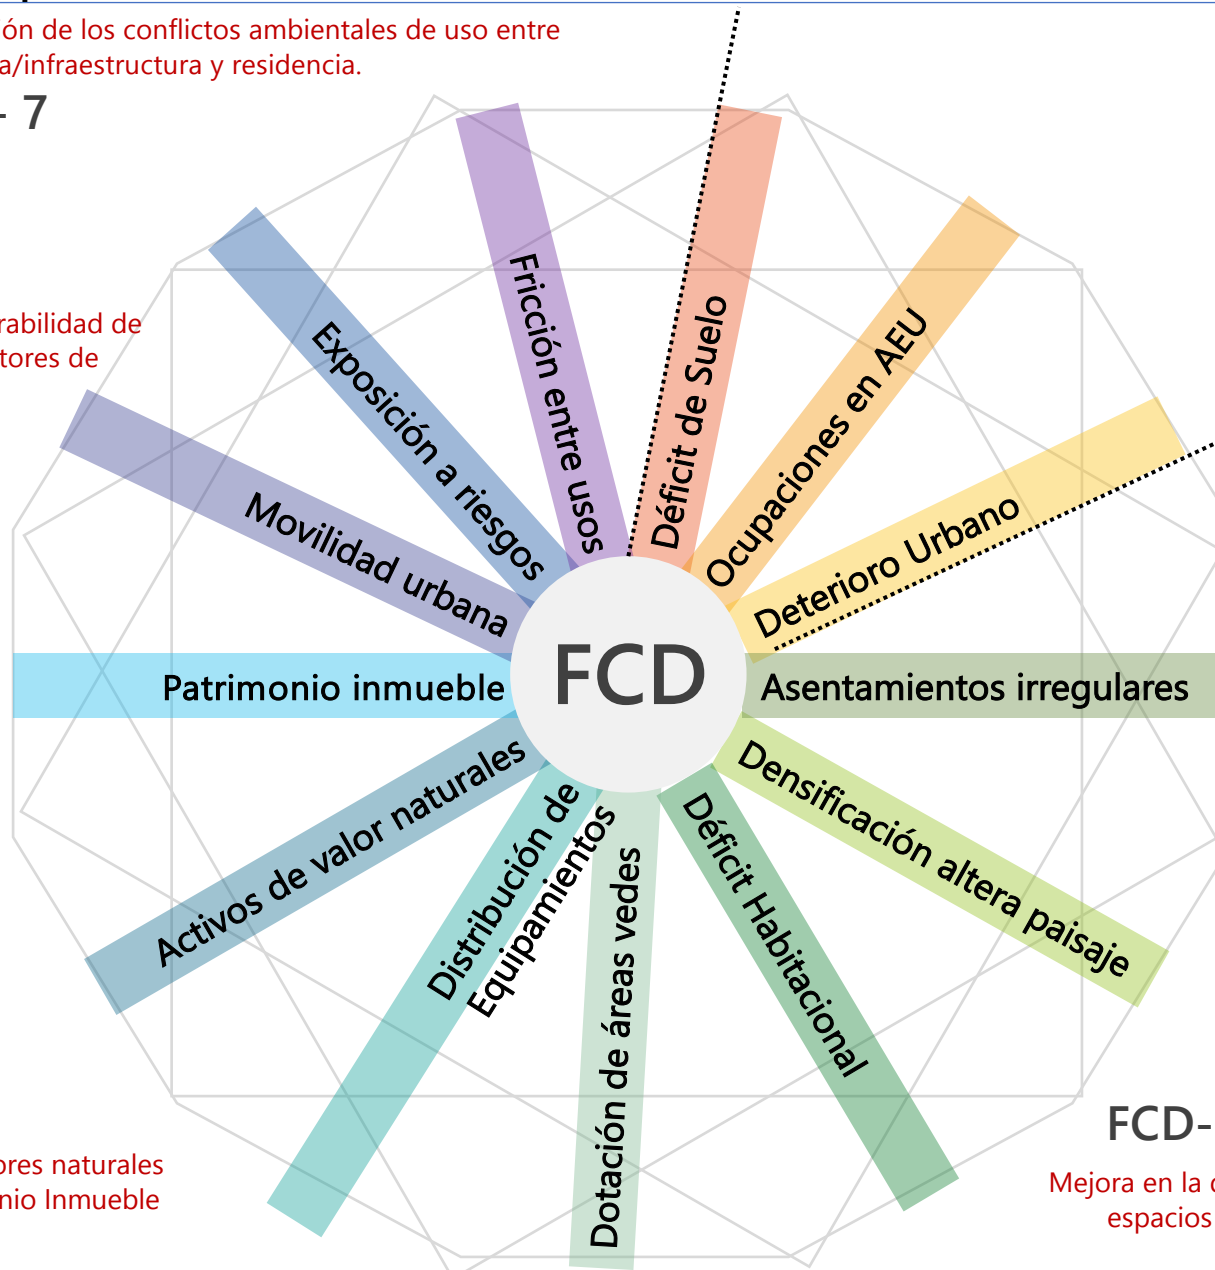 ón de los conflictos ambientales de uso entre
a/infraestructura y residencia.
- 7
rabilidad de
tores de
Fricción entre usos
Déficit de Suelo
Ocupaciones en AEU
Deterioro Urbano
Exposición a riesgos
Movilidad urbana
Patrimonio inmueble
FCD
Asentamientos irregulares
Activos de valor naturales
Distribución de
Equipamientos
Dotación de áreas vedes
Déficit Habitacional
Densificación altera paisaje
ores naturales
nio Inmueble
FCD-
Mejora en la
espacios